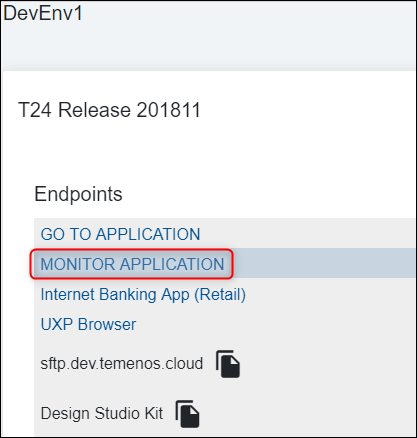 DevEnv1
T24 Release 201811
Endpoints
GO TO APPLICATION
MONITOR APPLICATION
Internet Banking App (Retail)
UXP Browser
sftp.dev.temenos.cloud
Design Studio Kit